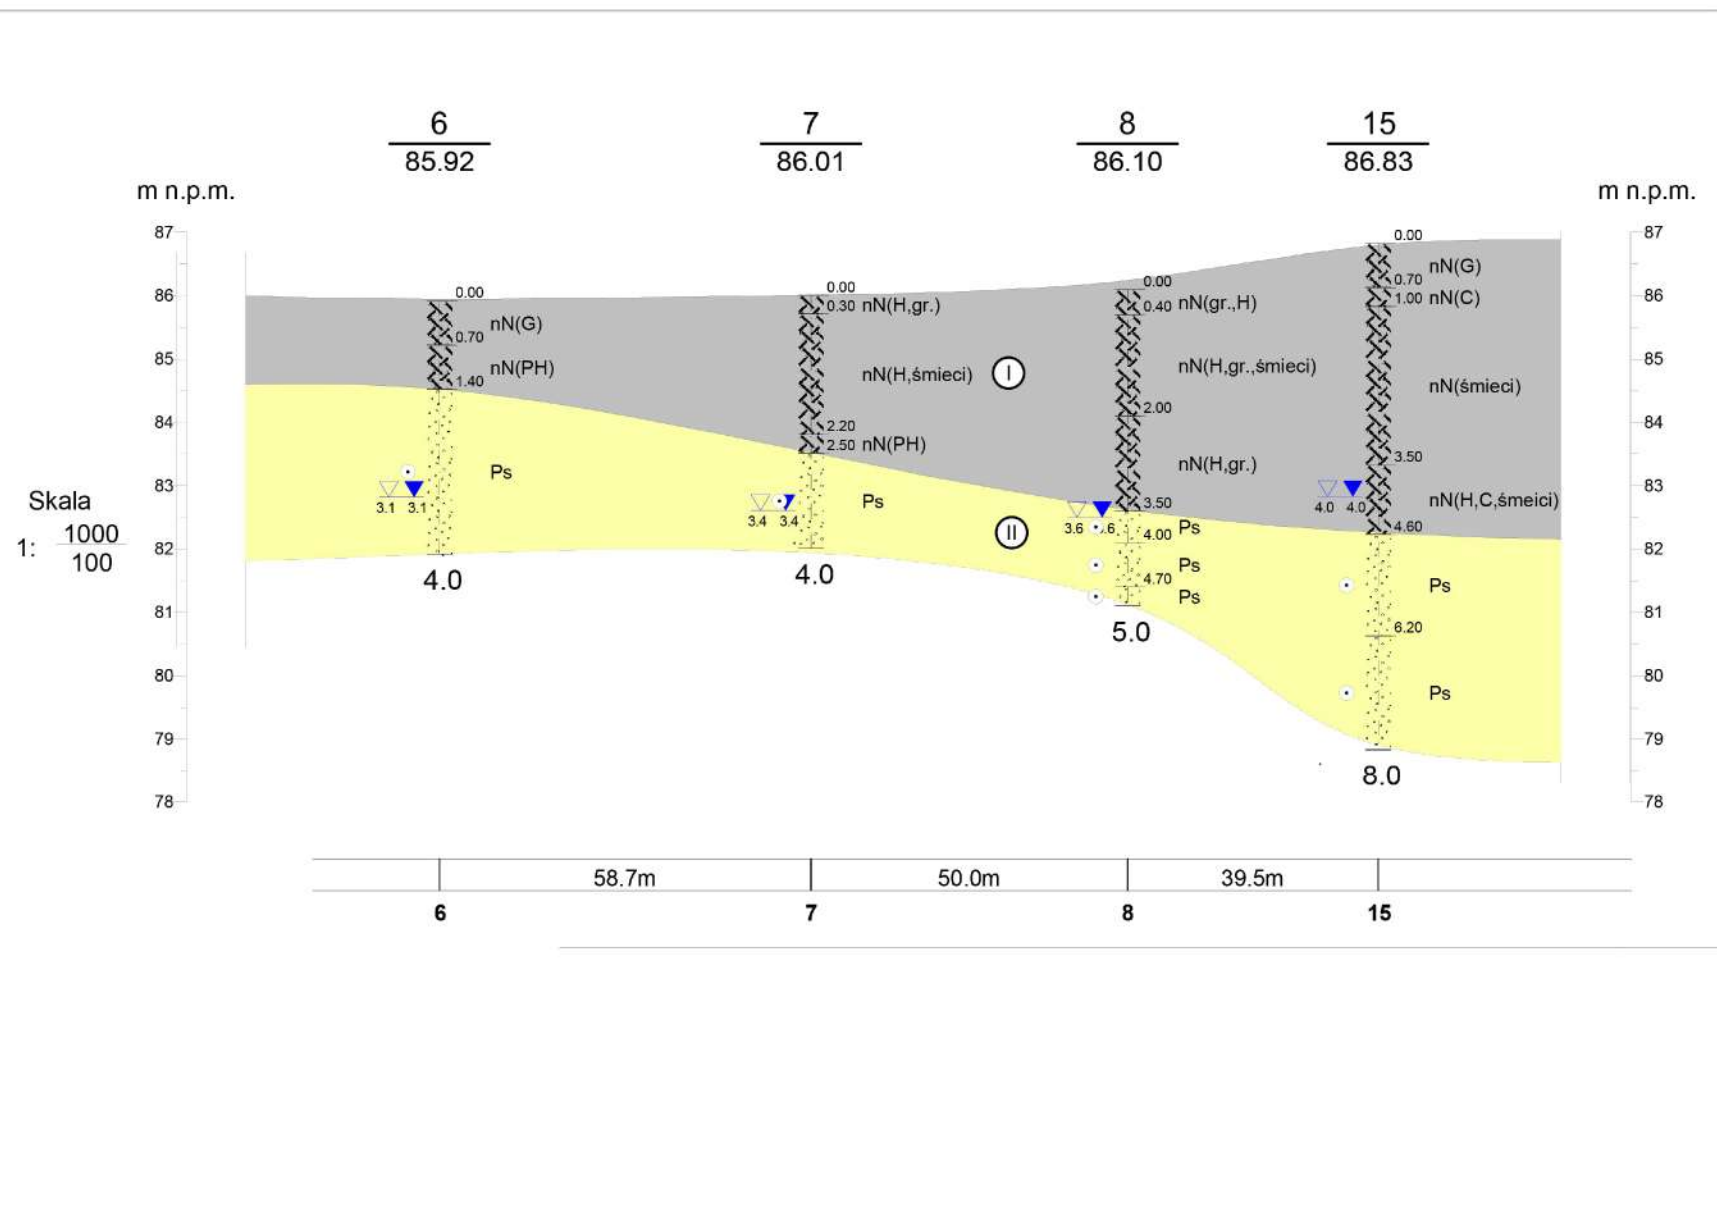 6 7 8 15
85.92 86.01 86.10 86.83
m n.p.m. m n.p.m.
87 0.00 87
nN(G)
0.70
86 0.00 0.00 0.00 1.00 nN(C) 86
0.30 nN(H,gr.) 0.40 nN(gr.,H)
nN(G)
0.70
85 nN(PH) nN(H,śmieci) I nN(H,gr.,śmieci) nN(śmieci) 85
1.40
84 2.00 84
2.20
2.50 nN(PH) 3.50
nN(H,gr.)
83 Ps 83
3.1 3.1 Ps 3.50 4.0 4.0 nN(H,C,śmeici)
Skala 3.4 3.4 II 3.6 .6 Ps 4.60
1: 1000 4.00
100
82 82
4.0 4.0 Ps
4.70 Ps
Ps
81 81
5.0 6.20
80 80
Ps
79 79
8.0
78 78
58.7m 50.0m 39.5m
6 7 8 15